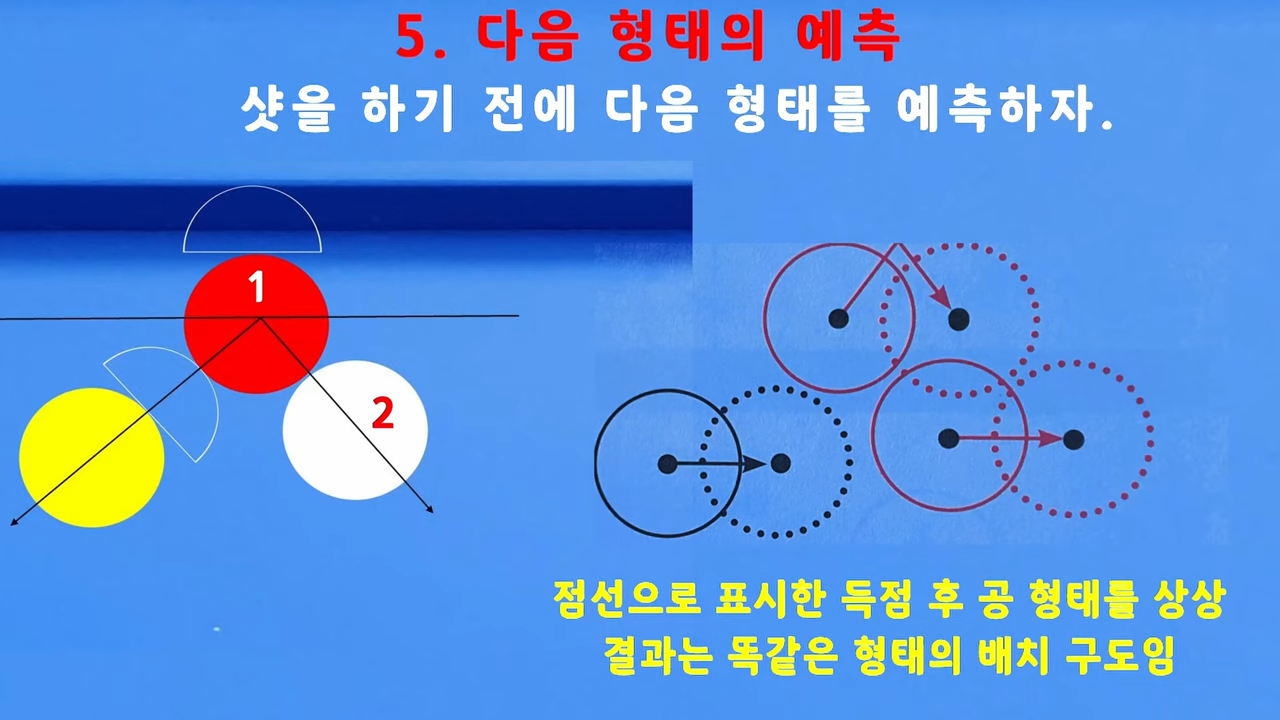 5. 다음 형태의 예측
샷을 하기 전에 다음 형태를 예측하자.
1
2
점선으로 표시한 득점 후 공 형태를 상상
결과는 똑같은 형태의 배치 구도임